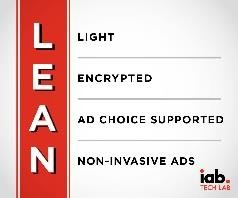 L LIGHT
E ENCRYPTED
A AD CHOICE SUPPORTED
N NON-INVASIVE ADS
iab.
TECH LAB